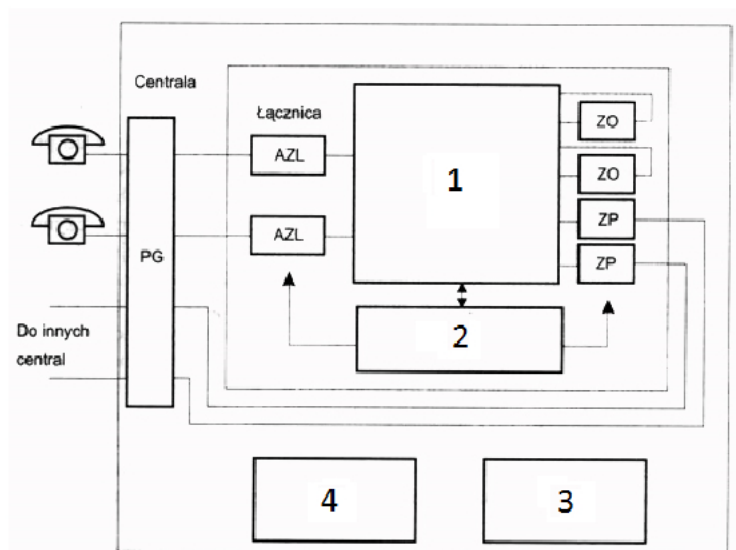 Centrala
Łącznica
AZL
1
ZO
ZO
AZL
ZP
PG
ZP
Do innych
central
2
4
3